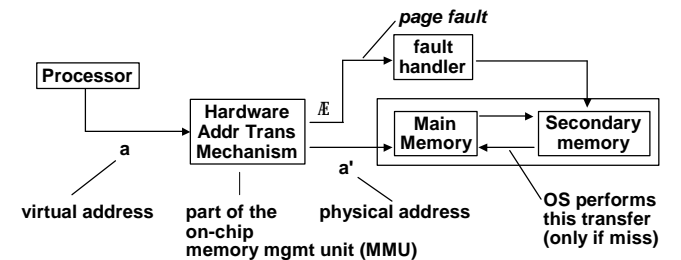 page fault
fault
handler
Processor
Hardware
Addr Trans
Mechanism
Æ
Main
Memory
Secondary
memory
a
a'
virtual address
part of the
on-chip
memory mgmt unit (MMU)
physical address
OS performs
this transfer
(only if miss)